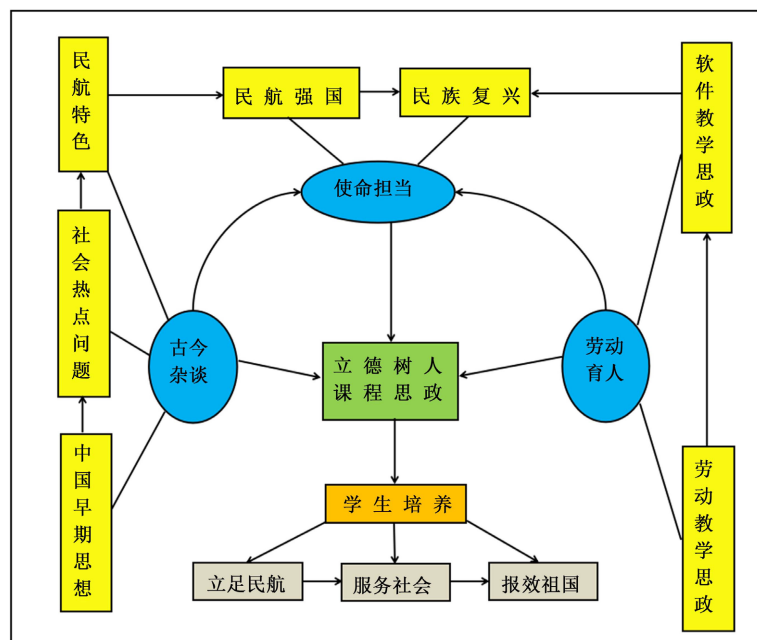 民航特色
民航强国
民族复兴
软件教学思政
使命担当
社会热点问题
古今
杂谈
立德树人
课程思政
劳动
育人
中国早期思想
劳动教学思政
学生培养
立足民航
服务社会
报效祖国